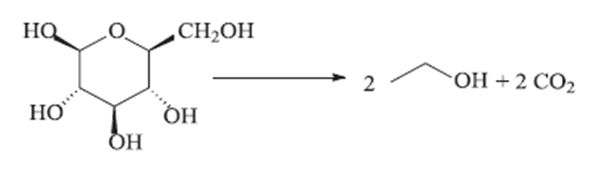 HO O CH₂OH
2 OH + 2 CO₂
HO OH
OH